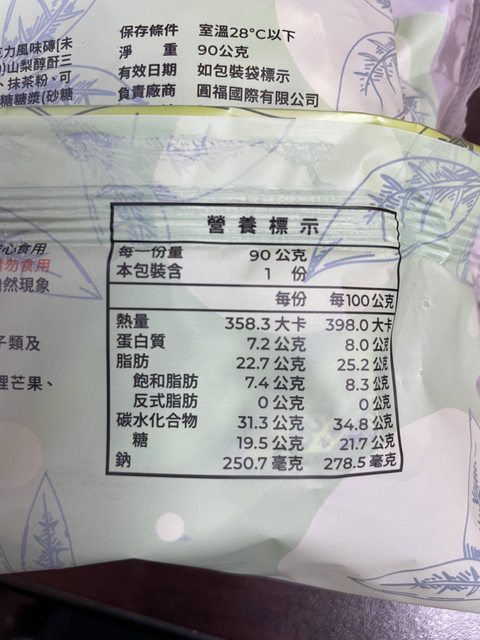 保存條件 室溫28°C以下
巧克力風味磚[未
淨 重 90公克
)山梨醇酐三
有效日期 如包裝袋標示
、抹茶粉、可
負責廠商 圓福國際有限公司
糖糖漿(砂糖
營養標示
每一份量 90公克
本包裝含 1 份
每份 每100公克
熱量 358.3大卡 398.0大卡
蛋白質 7.2公克 8.0公克
脂肪 22.7公克 25.2公克
飽和脂肪 7.4公克 8.3公克
反式脂肪 0公克 0公克
碳水化合物 31.3公克 34.8公克
糖 19.5公克 21.7公克
鈉 250.7毫克 278.5毫克
心食用
勿食用
然現象
子類及
芒果、